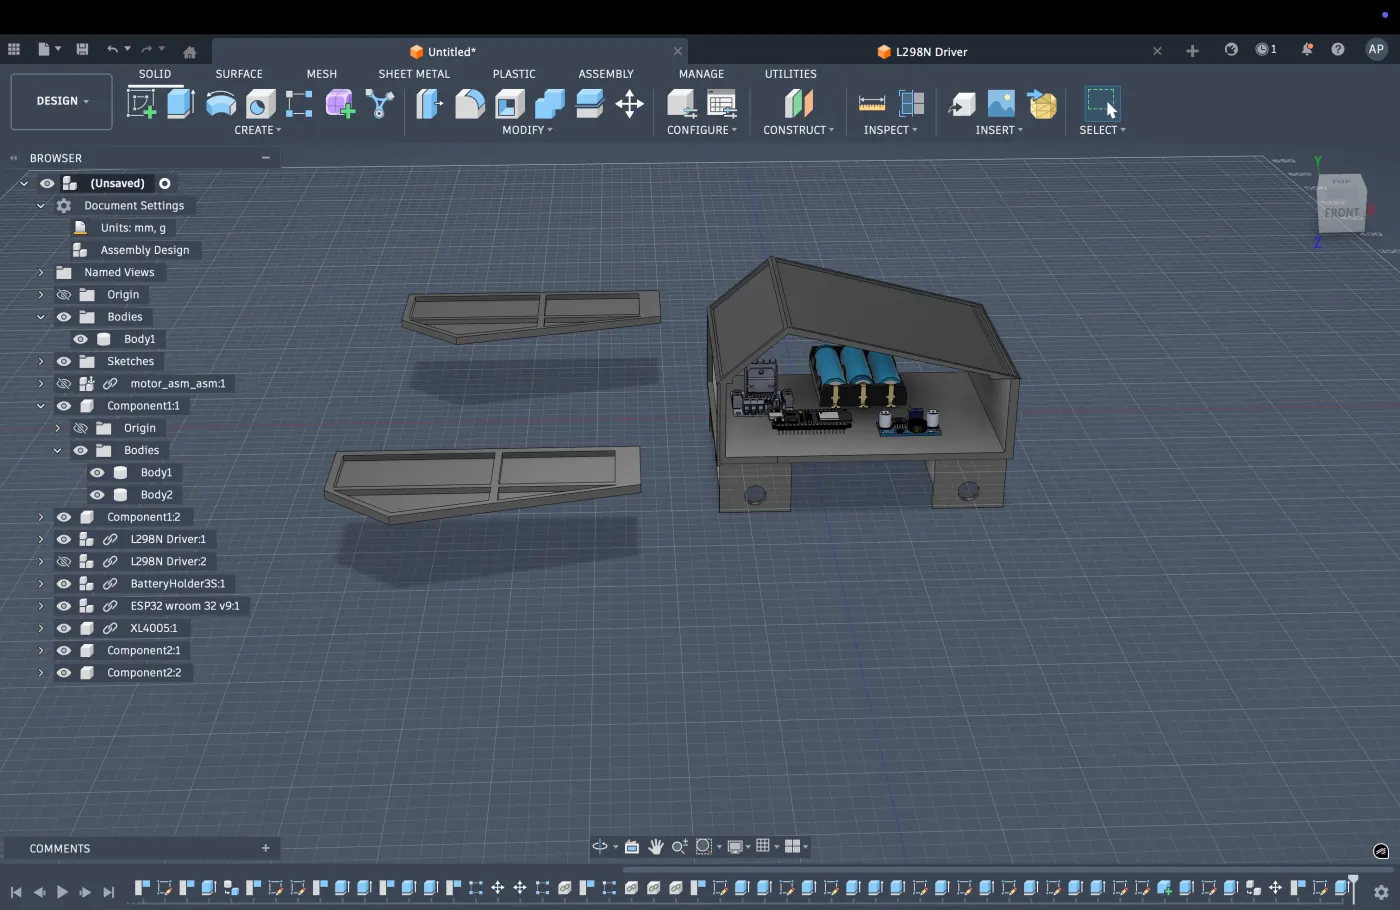 Untitled*
L298N Driver
1
AP
DESIGN
SOLID
SURFACE
MESH
SHEET METAL
PLASTIC
ASSEMBLY
MANAGE
UTILITIES
CREATE
MODIFY
CONFIGURE
CONSTRUCT
INSPECT
INSERT
SELECT
BROWSER
(Unsaved)
Document Settings
Units: mm, g
Assembly Design
Named Views
Origin
Bodies
Body1
Sketches
motor_asm_asm:1
Component1:1
Origin
Bodies
Body1
Body2
Component1:2
L298N Driver:1
L298N Driver:2
BatteryHolder3S:1
ESP32 wroom 32 v9:1
XL4005:1
Component2:1
Component2:2
Y
TOP
FRONT
X
Z
COMMENTS